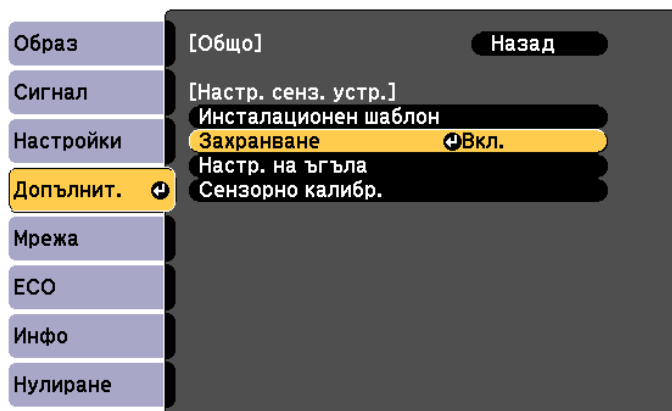 Образ
Сигнал
Настройки
Допълнит.
Мрежа
ECO
Инфо
Нулиране
[Общо] Назад
[Настр. сенз. устр.]
Инсталационен шаблон
Захранване Вкл.
Настр. на ъгъла
Сензорно калибр.